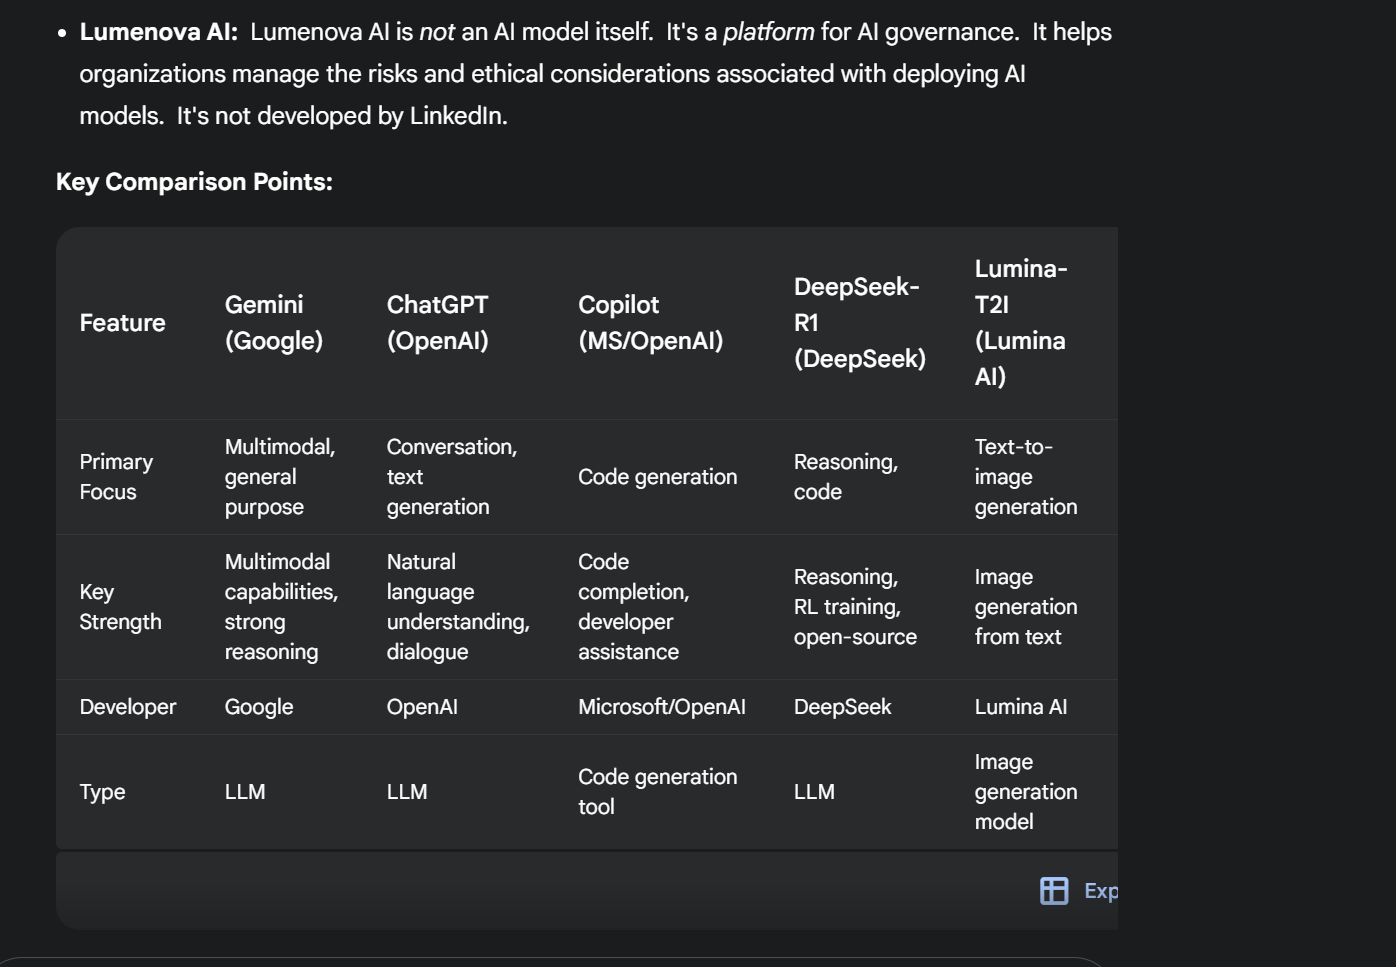 • Lumenova AI: Lumenova AI is not an AI model itself. It's a platform for AI governance. It helps
organizations manage the risks and ethical considerations associated with deploying AI
models. It's not developed by LinkedIn.
Key Comparison Points:
Feature
Gemini
(Google)
ChatGPT
(OpenAI)
Copilot
(MS/OpenAI)
DeepSeek-
R1
(DeepSeek)
Lumina-
T2I
(Lumina
AI)
Primary
Focus
Multimodal,
general
purpose
Conversation,
text
generation
Code generation
Reasoning,
code
Text-to-
image
generation
Key
Strength
Multimodal
capabilities,
strong
reasoning
Natural
language
understanding,
dialogue
Code
completion,
developer
assistance
Reasoning,
RL training,
open-source
Image
generation
from text
Developer
Google
OpenAI
Microsoft/OpenAI
DeepSeek
Lumina AI
Type
LLM
LLM
Code generation
tool
LLM
Image
generation
model
Exp